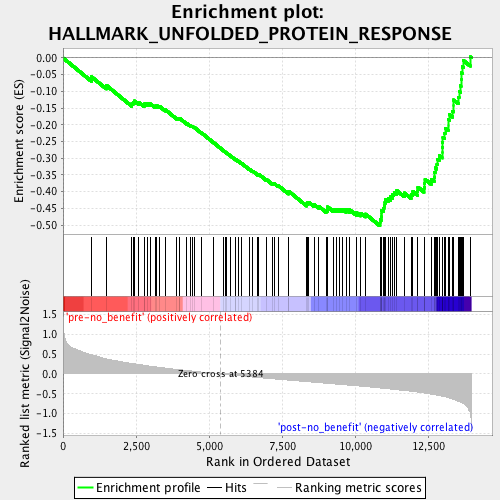 Enrichment plot:
HALLMARK_UNFOLDED_PROTEIN_RESPONSE
Enrichment score (ES)
0.00
-0.05
-0.10
-0.15
-0.20
-0.25
-0.30
-0.35
-0.40
-0.45
-0.50
'pre-no_benefit' (positively correlated)
Ranked list metric (Signal2Noise)
1.5
1.0
0.5
0.0
-0.5
-1.0
-1.5
Zero cross at 5384
'post-no_benefit' (negatively correlated)
0
2,500
5,000
7,500
10,000
12,500
Rank in Ordered Dataset
Enrichment profile
Hits
Ranking metric scores